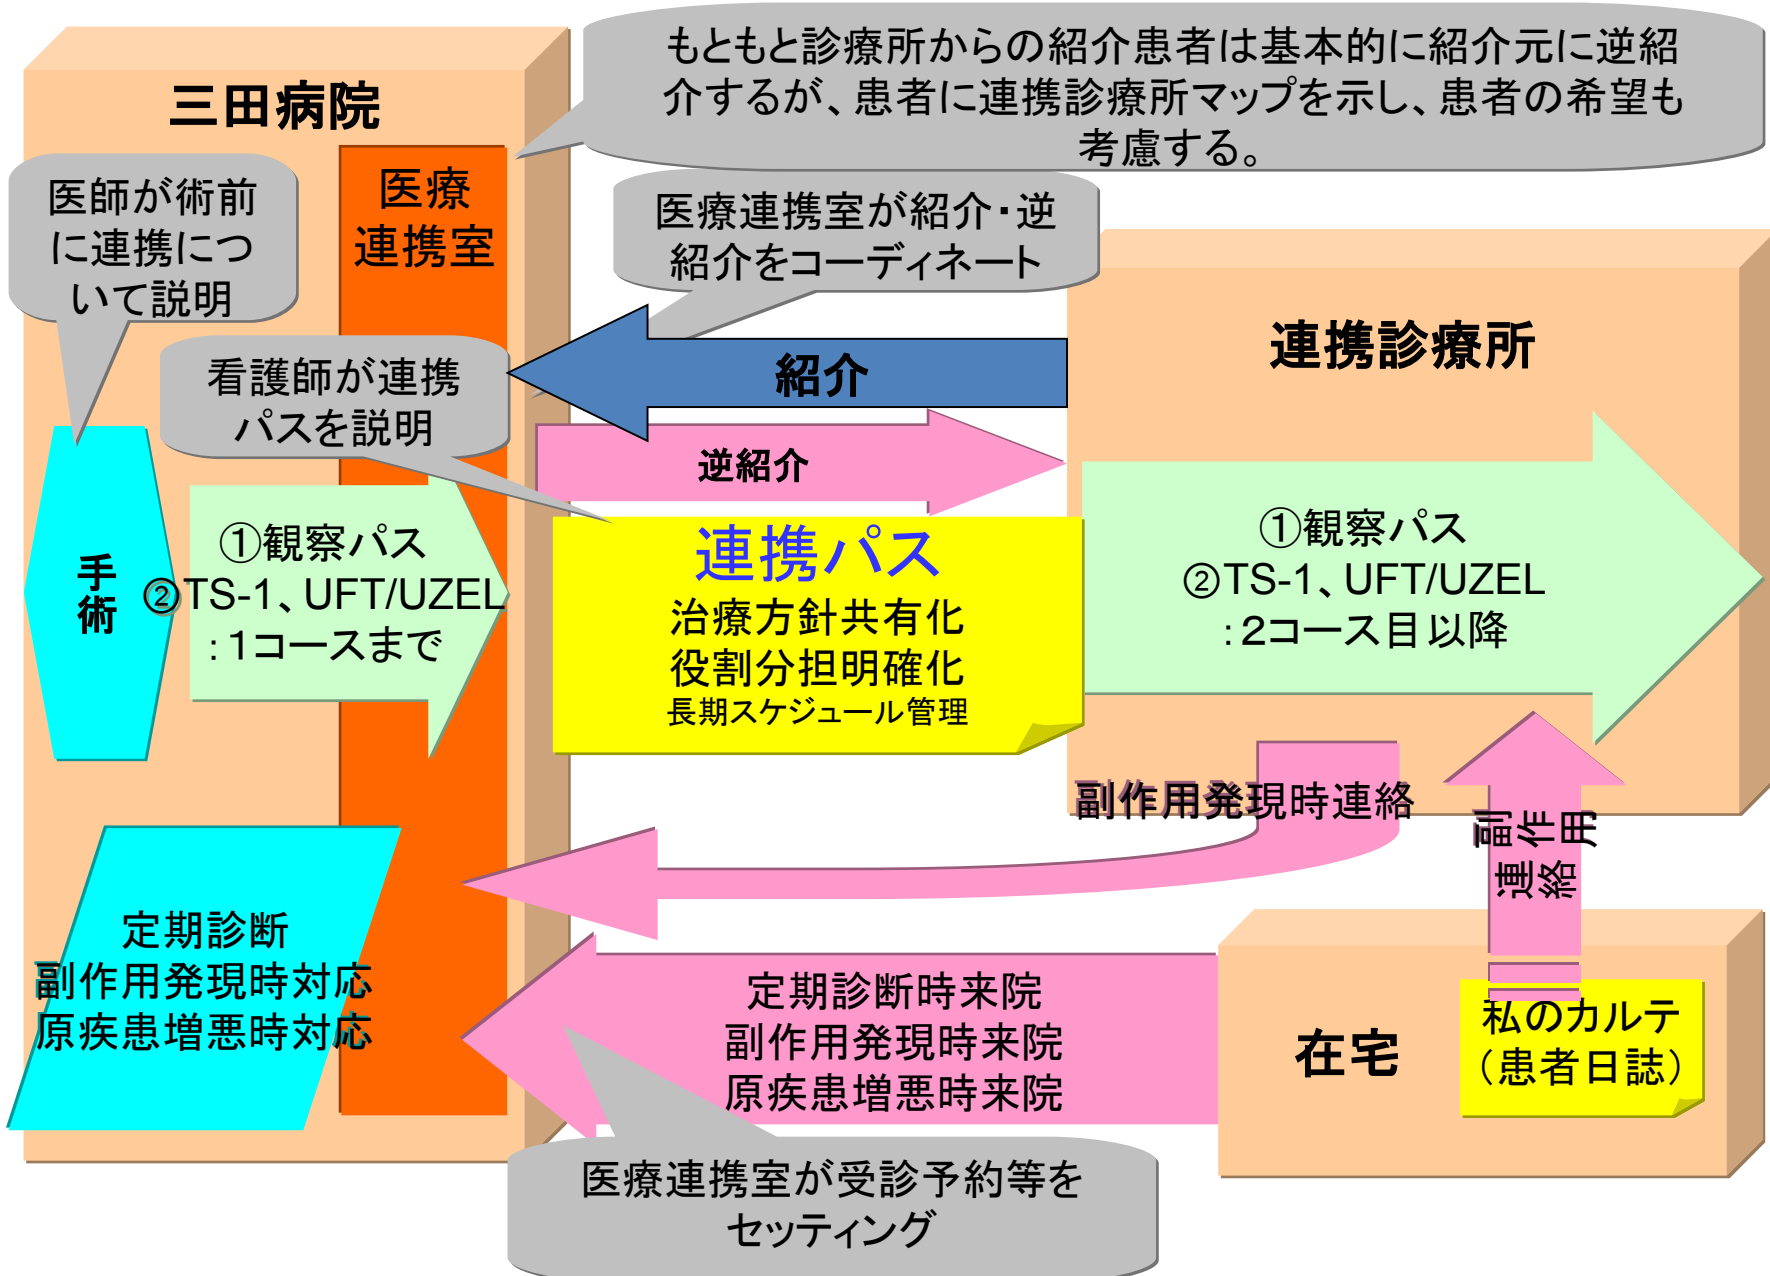 もともと診療所からの紹介患者は基本的に紹介元に逆紹
介するが、患者に連携診療所マップを示し、患者の希望も
考慮する。
三田病院
医師が術前
に連携につ
いて説明
医療
連携室
医療連携室が紹介・逆
紹介をコーディネート
連携診療所
看護師が連携
パスを説明
紹介
逆紹介
手術
①観察パス
②TS-1、UFT/UZEL
：1コースまで
連携パス
治療方針共有化
役割分担明確化
長期スケジュール管理
①観察パス
②TS-1、UFT/UZEL
：2コース目以降
副作用発現時連絡
副作用
連絡
定期診断
副作用発現時対応
原疾患増悪時対応
定期診断時来院
副作用発現時来院
原疾患増悪時来院
在宅
私のカルテ
（患者日誌）
医療連携室が受診予約等を
セッティング